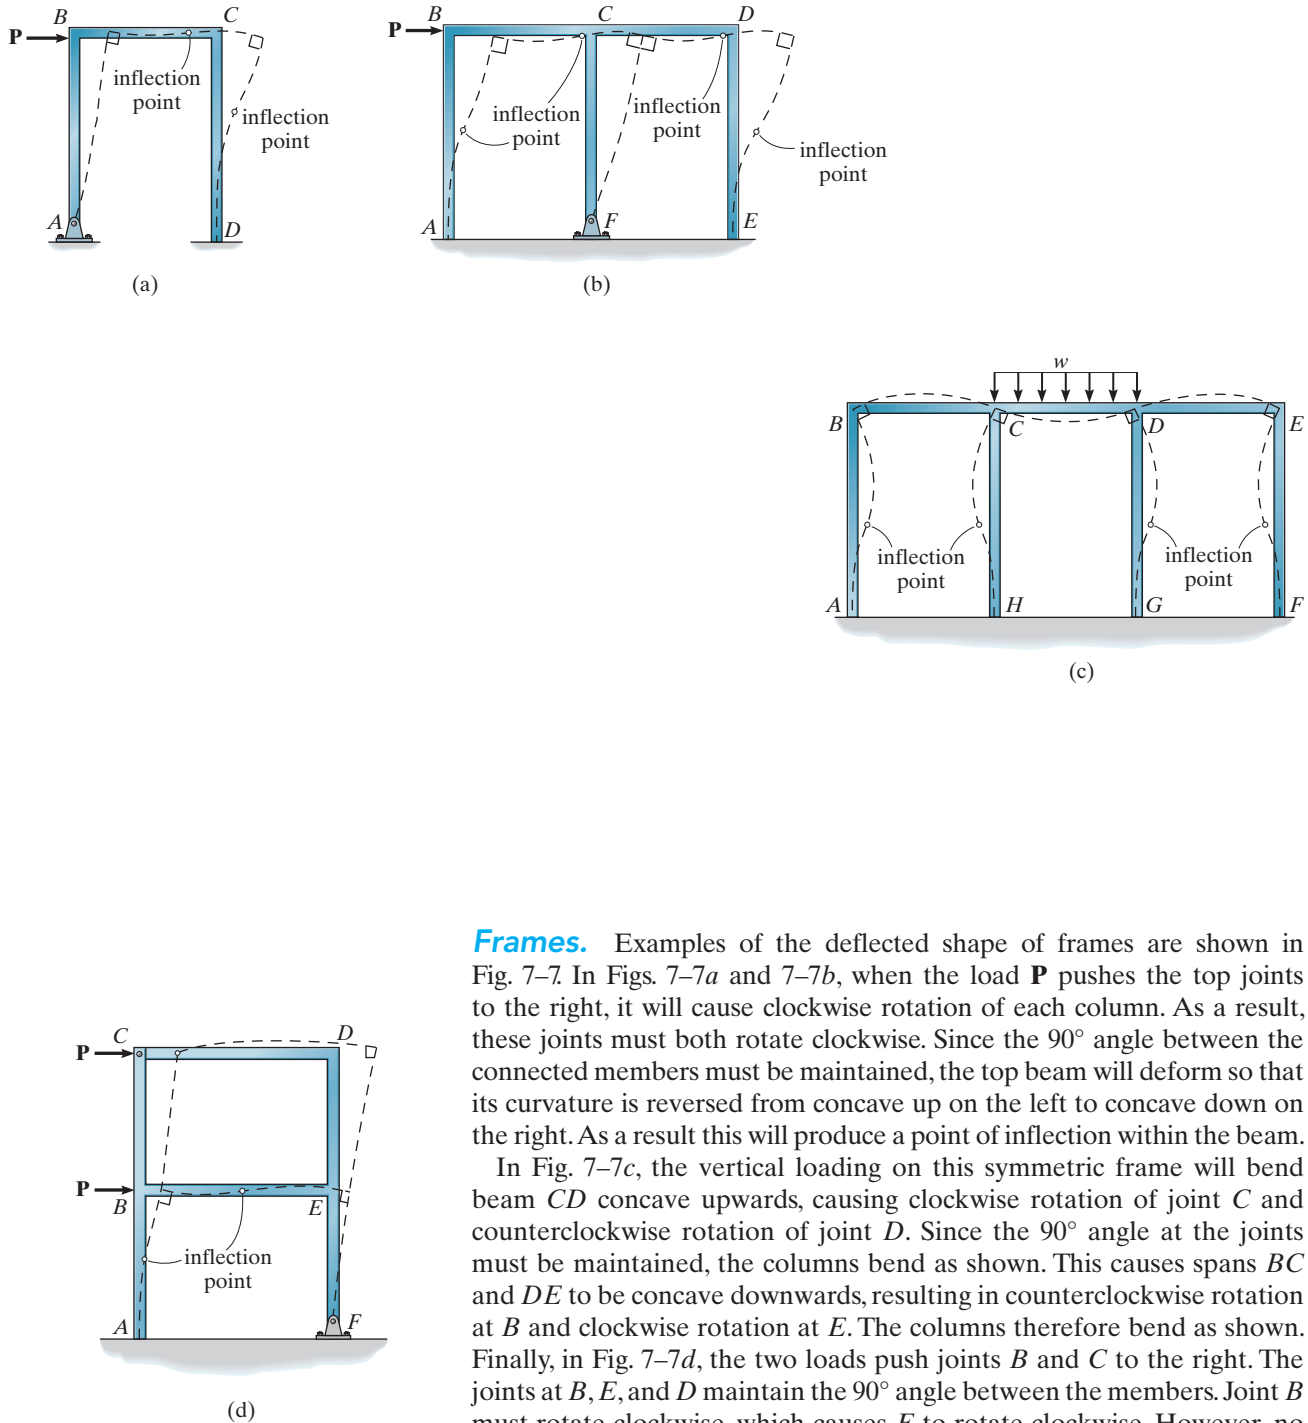 B
C
P
inflection
point
inflection
point
A
D
(a)
B
C
D
P
inflection
point
inflection
point
inflection
point
A
F
E
(b)
w
B
C
D
E
inflection
point
inflection
point
A
H
G
F
(c)
Frames. Examples of the deflected shape of frames are shown in
Fig. 7–7. In Figs. 7–7a and 7–7b, when the load P pushes the top joints
to the right, it will cause clockwise rotation of each column. As a result,
these joints must both rotate clockwise. Since the 90° angle between the
connected members must be maintained, the top beam will deform so that
its curvature is reversed from concave up on the left to concave down on
the right. As a result this will produce a point of inflection within the beam.
In Fig. 7–7c, the vertical loading on this symmetric frame will bend
beam CD concave upwards, causing clockwise rotation of joint C and
counterclockwise rotation of joint D. Since the 90° angle at the joints
must be maintained, the columns bend as shown. This causes spans BC
and DE to be concave downwards, resulting in counterclockwise rotation
at B and clockwise rotation at E. The columns therefore bend as shown.
Finally, in Fig. 7–7d, the two loads push joints B and C to the right. The
joints at B, E, and D maintain the 90° angle between the members. Joint B
must rotate clockwise, which causes E to rotate clockwise. However, no
C
D
P
P
B
E
inflection
point
A
F
(d)